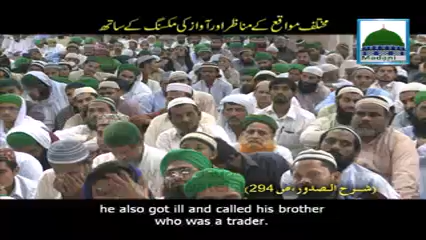 مختلف مواقع کے مناظر اور آواز کی مکسنگ کے ساتھ
Madani
(شرح الصدور، ص 294)
he also got ill and called his brother
who was a trader.